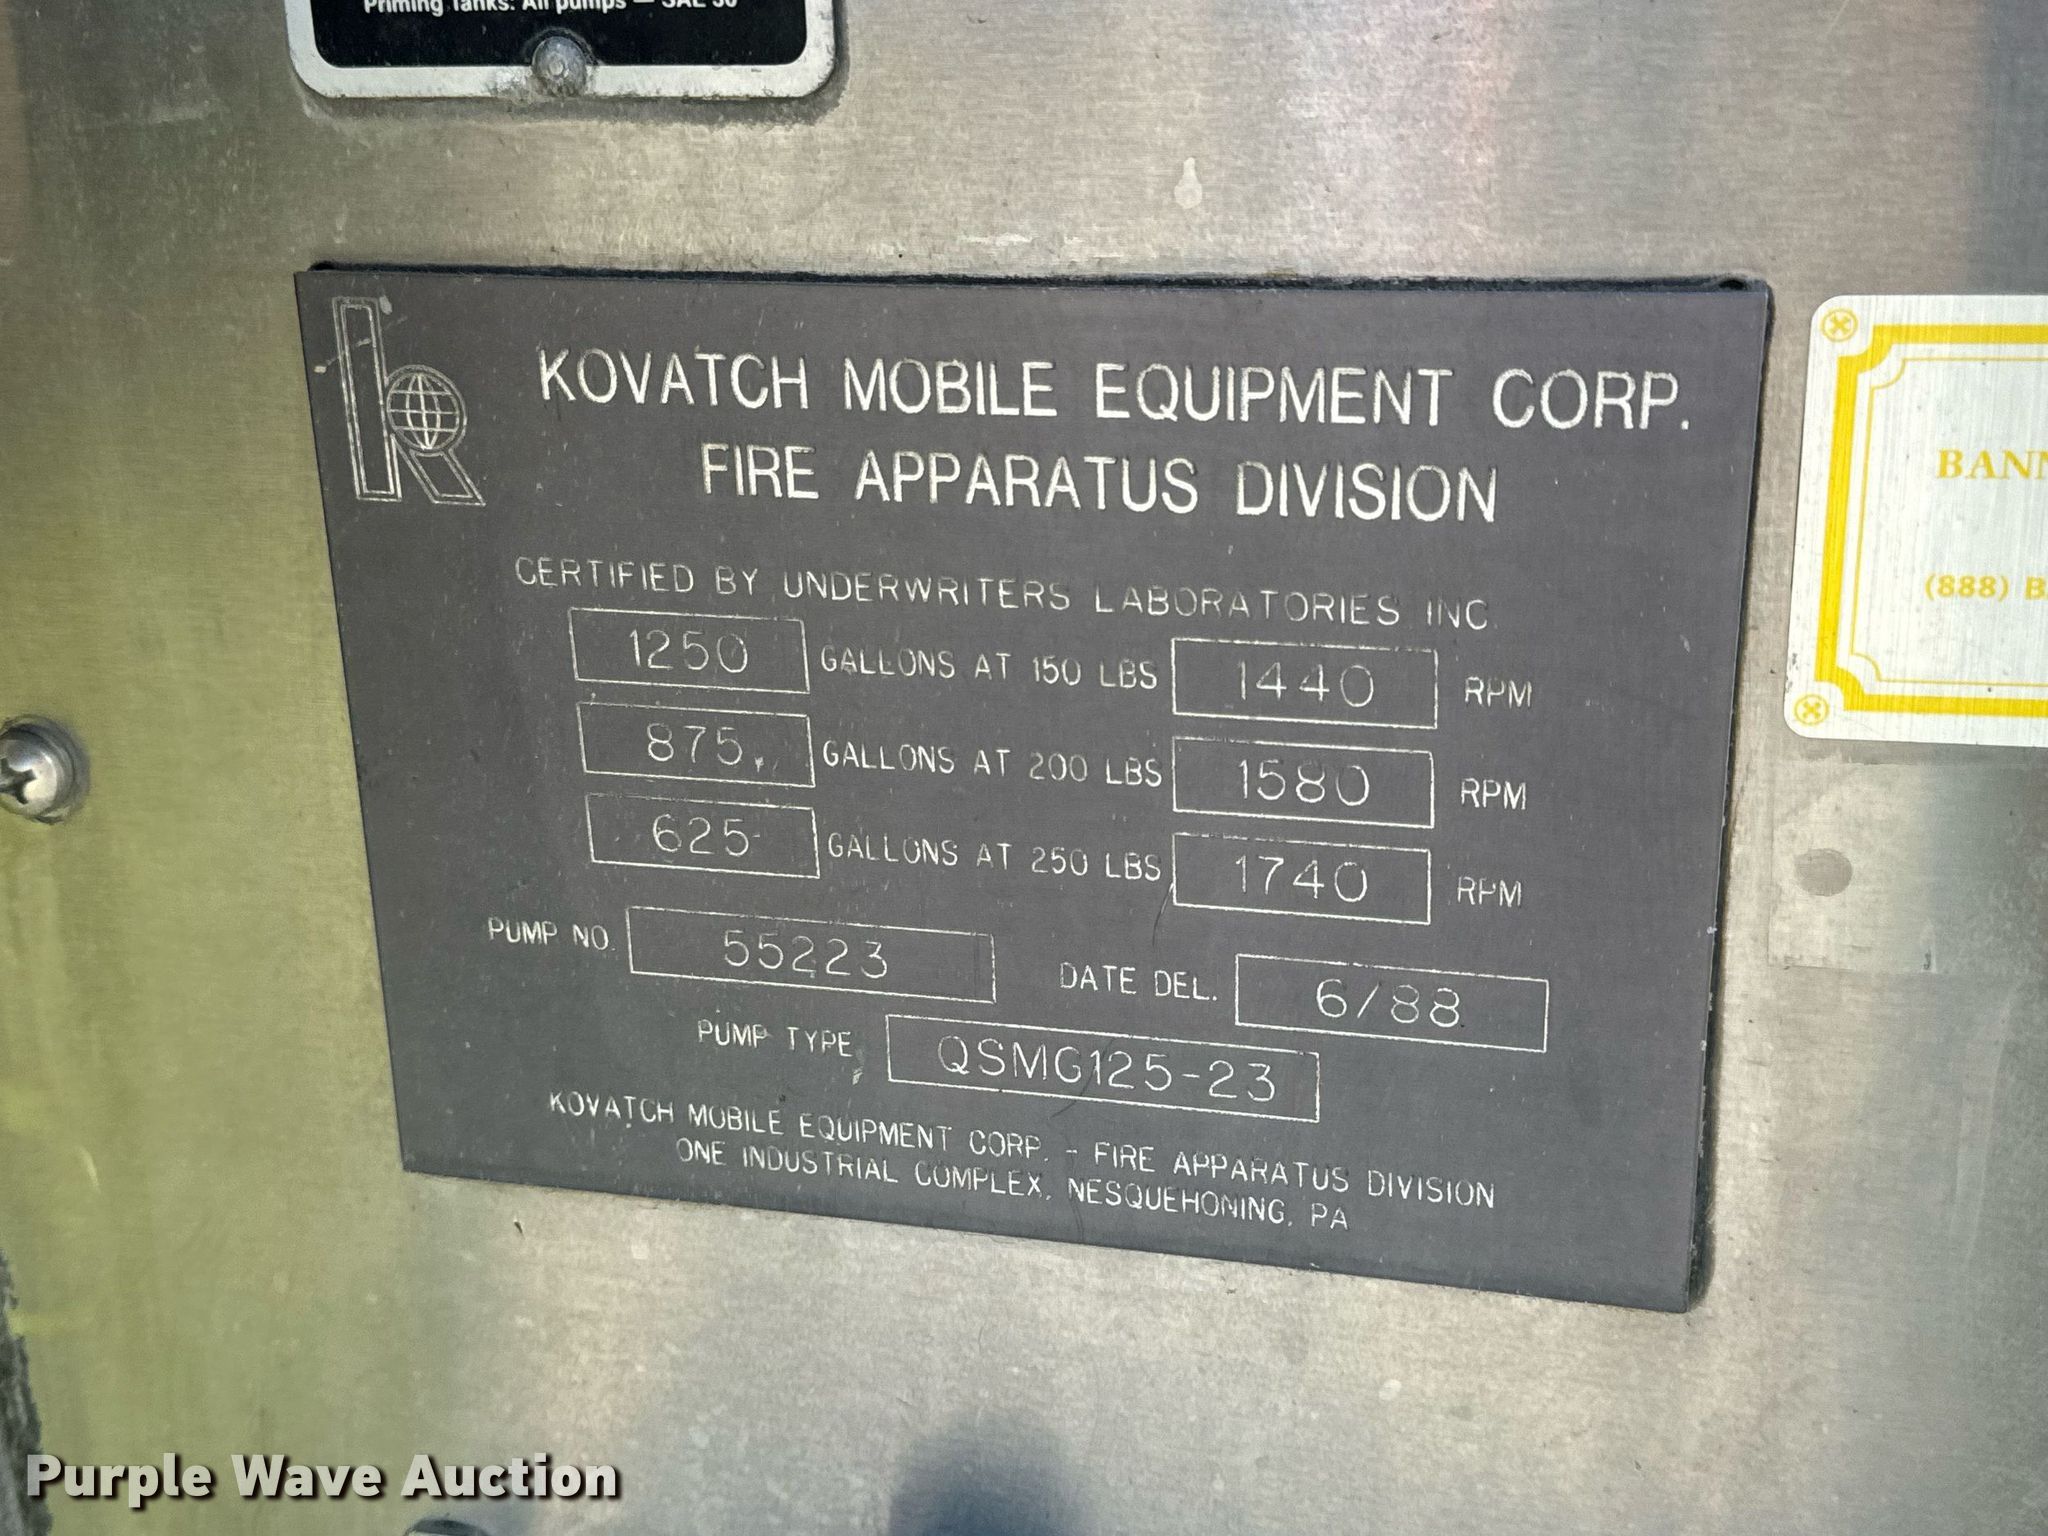 Priming Tanks: All pumps — SAE 30
KOVATCH MOBILE EQUIPMENT CORP.
FIRE APPARATUS DIVISION
CERTIFIED BY UNDERWRITERS LABORATORIES INC.
1250 GALLONS AT 150 LBS 1440 RPM
875 GALLONS AT 200 LBS 1580 RPM
625 GALLONS AT 250 LBS 1740 RPM
PUMP NO. 55223 DATE DEL. 6/88
PUMP TYPE QSMG125-23
KOVATCH MOBILE EQUIPMENT CORP. - FIRE APPARATUS DIVISION
ONE INDUSTRIAL COMPLEX, NESQUEHONING, PA
BANN
(888) B
Purple Wave Auction